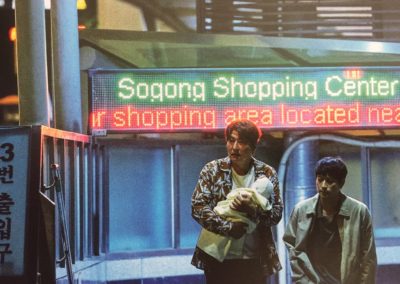 Sogong Shopping Center
r shopping area located nea
3
번
출
입
구